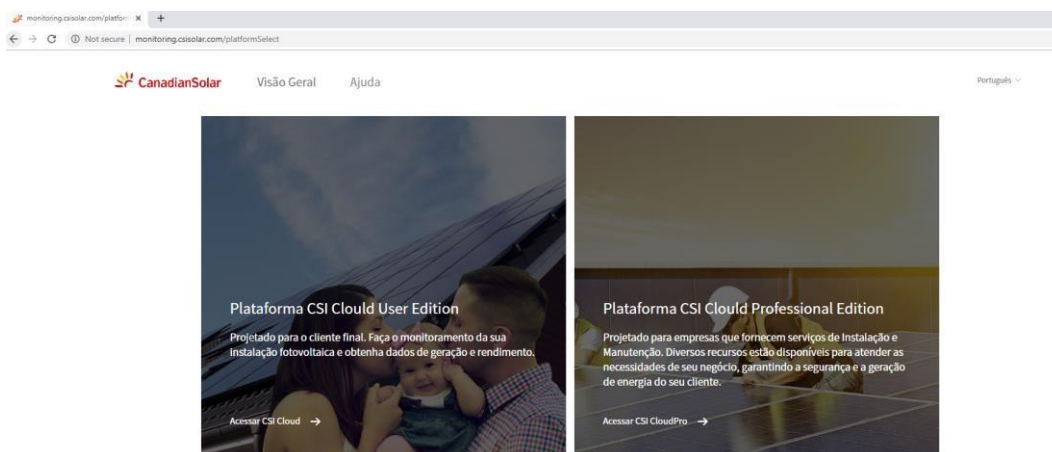 monitoring.csisolar.com/platform
Not secure | monitoring.csisolar.com/platformSelect
CanadianSolar
Visão Geral
Ajuda
Português
Plataforma CSI Clould User Edition
Projetado para o cliente final. Faça o monitoramento da sua
instalação fotovoltaica e obtenha dados de geração e rendimento.
Acessar CSI Cloud →
Plataforma CSI Clould Professional Edition
Projetado para empresas que fornecem serviços de Instalação e
Manutenção. Diversos recursos estão disponíveis para atender as
necessidades de seu negócio, garantindo a segurança e a geração
de energia do seu cliente.
Acessar CSI CloudPro →